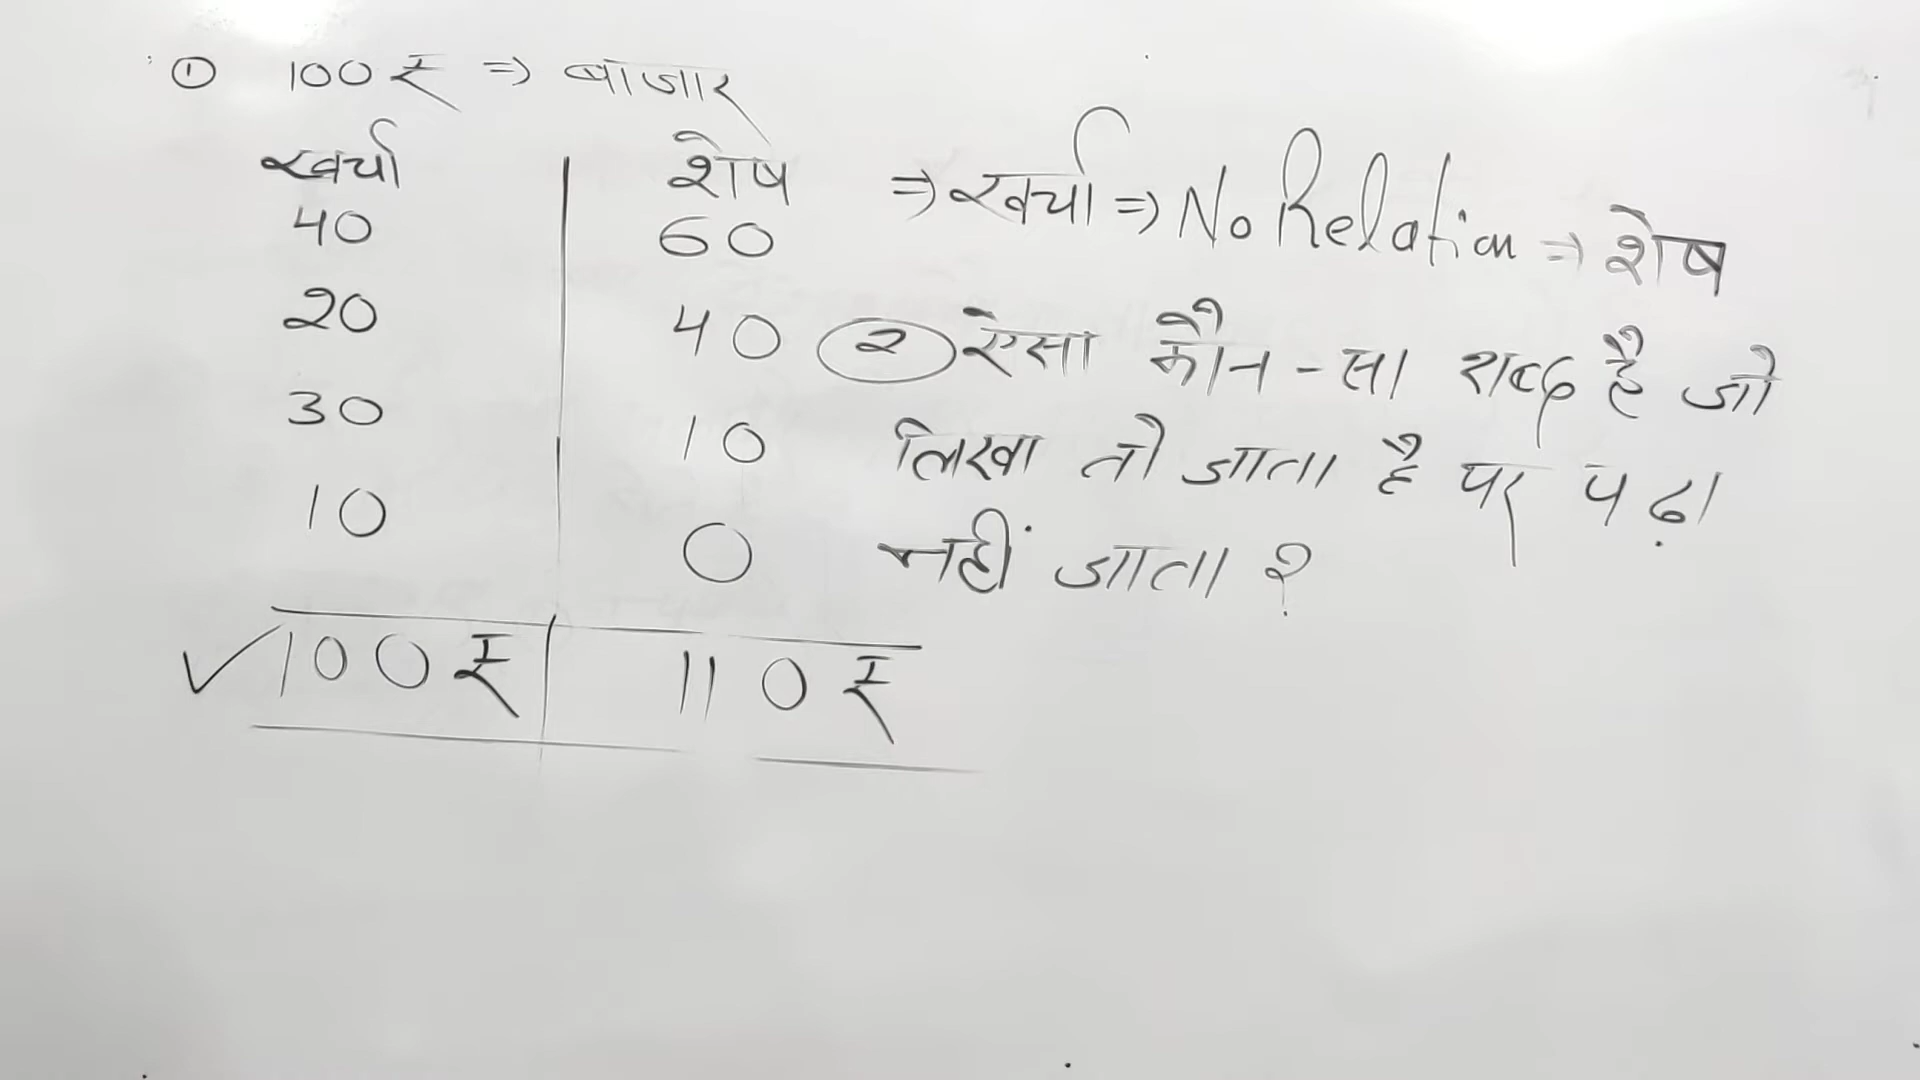 ① 100 ₹ ⇒ बाजार
खर्चा | शेष ⇒ खर्चा ⇒ No Relation ⇒ शेष
40 60
20 40
30 10
10 0
✓100 ₹ | 110 ₹
② ऐसा कौन-सा शब्द है जो
लिखा तो जाता है पर पढ़ा
नहीं जाता?